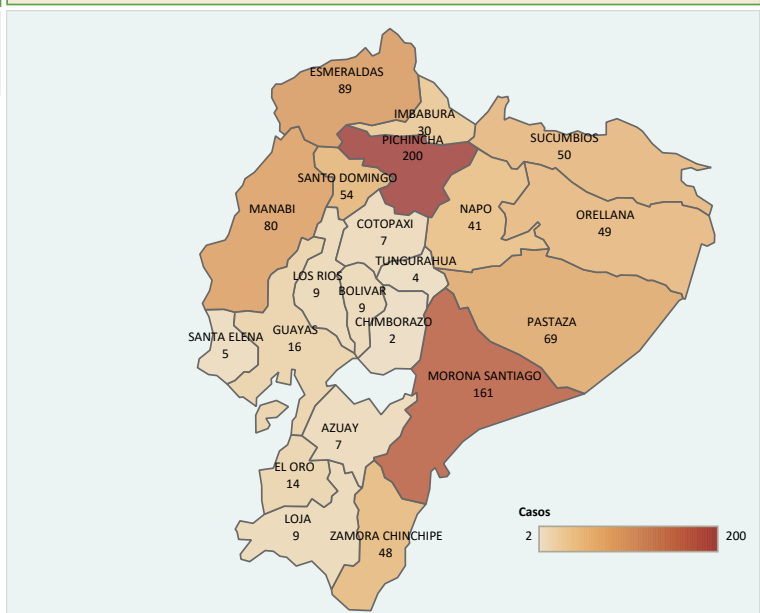 ESMERALDAS
89
IMBABURA
30
PICHINCHA
200
SUCUMBIOS
50
SANTO DOMINGO
54
MANABI
80
NAPO
41
ORELLANA
49
COTOPAXI
7
TUNGURAHUA
4
LOS RIOS
9
BOLIVAR
9
CHIMBORAZO
2
PASTAZA
69
SANTA ELENA
5
GUAYAS
16
MORONA SANTIAGO
161
AZUAY
7
EL ORO
14
LOJA
9
ZAMORA CHINCHIPE
48
Casos
2 200